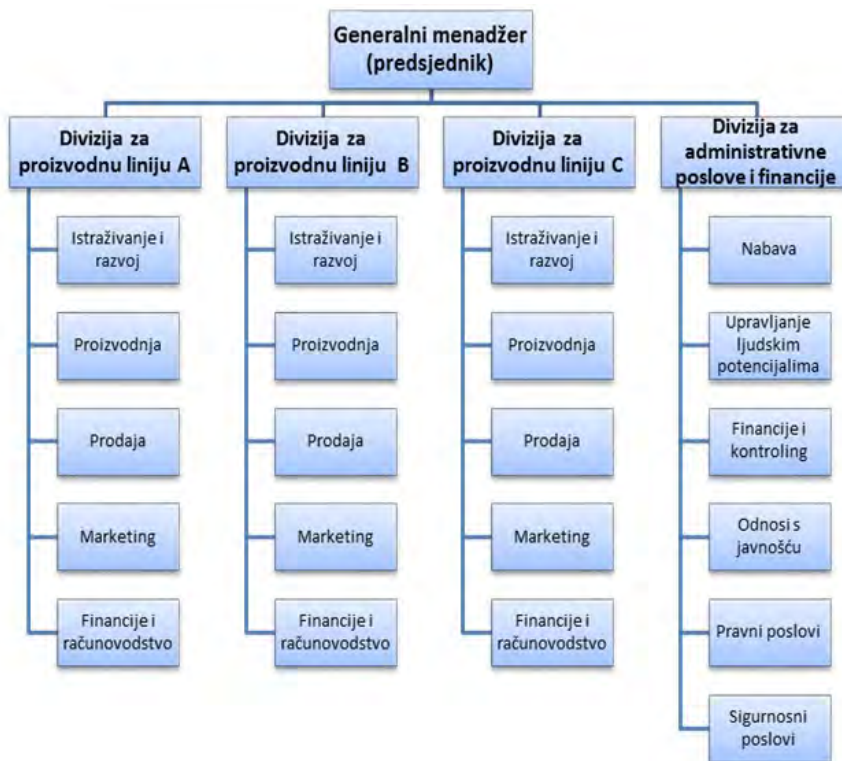 Generalni menadžer
(predsjednik)
Divizija za
proizvodnu liniju A
Divizija za
proizvodnu liniju B
Divizija za
proizvodnu liniju C
Divizija za
administrativne
poslove i financije
Istraživanje i
razvoj
Proizvodnja
Prodaja
Marketing
Financije i
računovodstvo
Istraživanje i
razvoj
Proizvodnja
Prodaja
Marketing
Financije i
računovodstvo
Istraživanje i
razvoj
Proizvodnja
Prodaja
Marketing
Financije i
računovodstvo
Nabava
Upravljanje
ljudskim
potencijalima
Financije i
kontroling
Odnosi s
javnošću
Pravni poslovi
Sigurnosni
poslovi